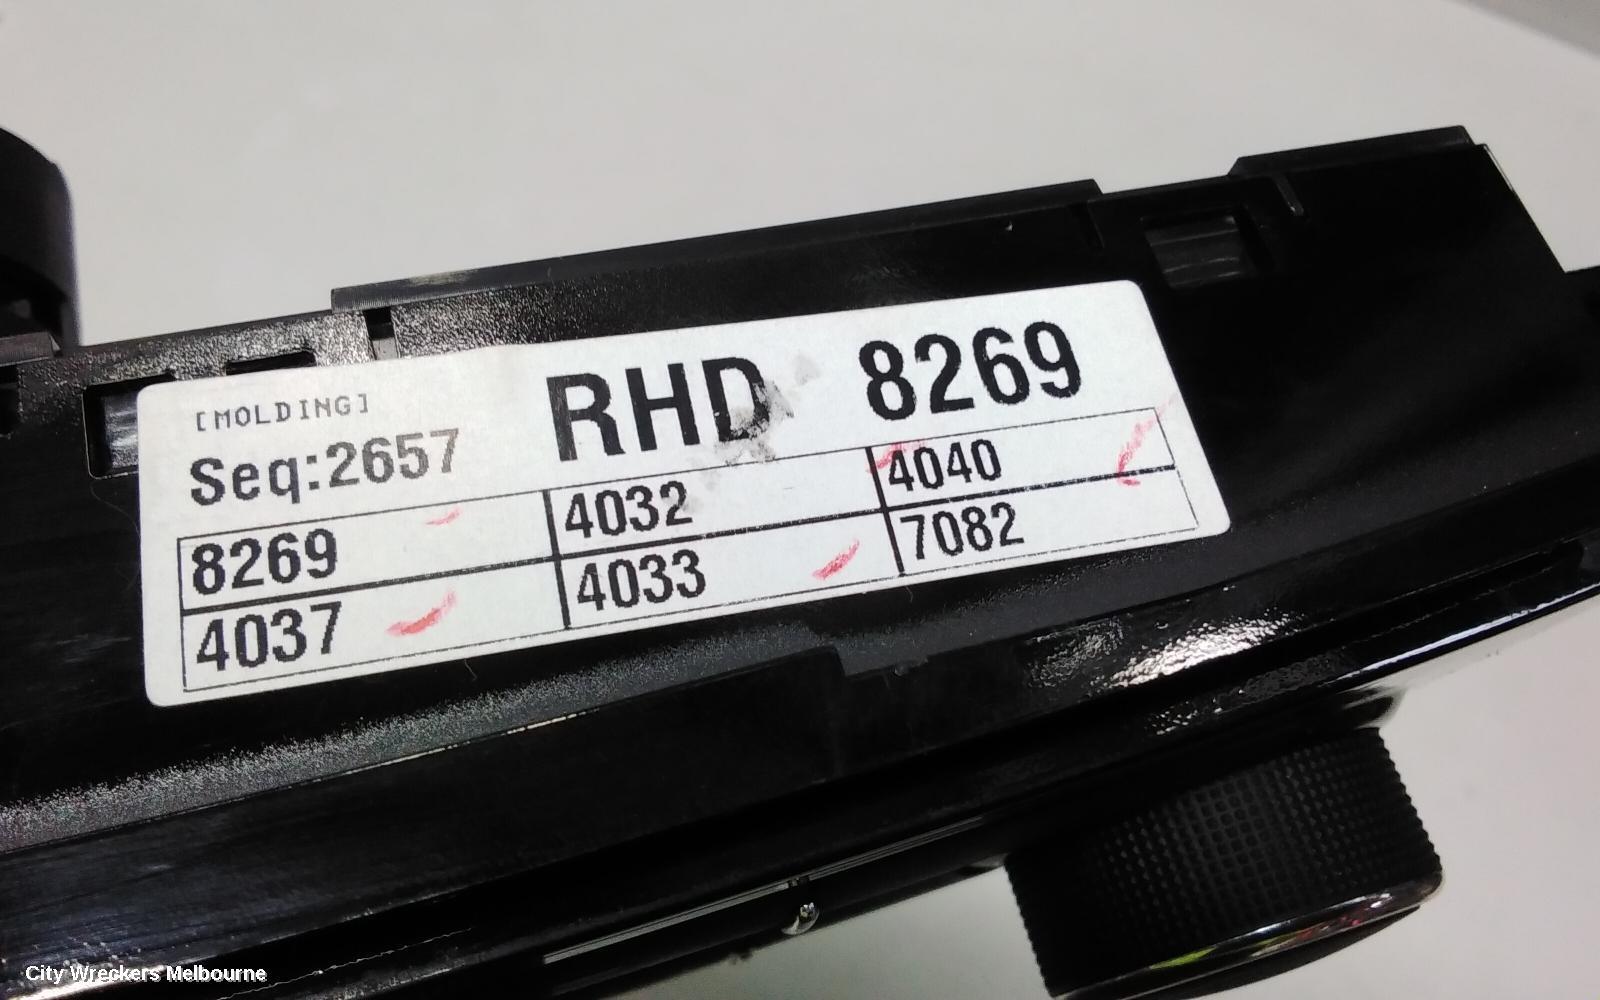 [MOLDING]
Seq:2657 RHD 8269
8269 4032 4040
4037 4033 7082
City Wreckers Melbourne